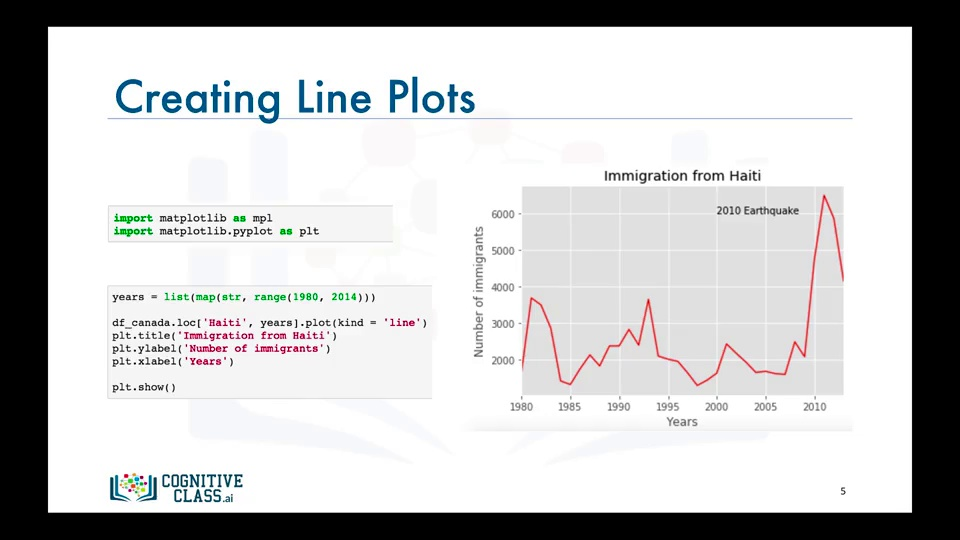 Creating Line Plots
import matplotlib as mpl
import matplotlib.pyplot as plt
years = list(map(str, range(1980, 2014)))
df_canada.loc['Haiti', years].plot(kind = 'line')
plt.title('Immigration from Haiti')
plt.ylabel('Number of immigrants')
plt.xlabel('Years')
plt.show()
Immigration from Haiti
2010 Earthquake
Number of immigrants
6000
5000
4000
3000
2000
1980 1985 1990 1995 2000 2005 2010
Years
COGNITIVE
CLASS.ai
5